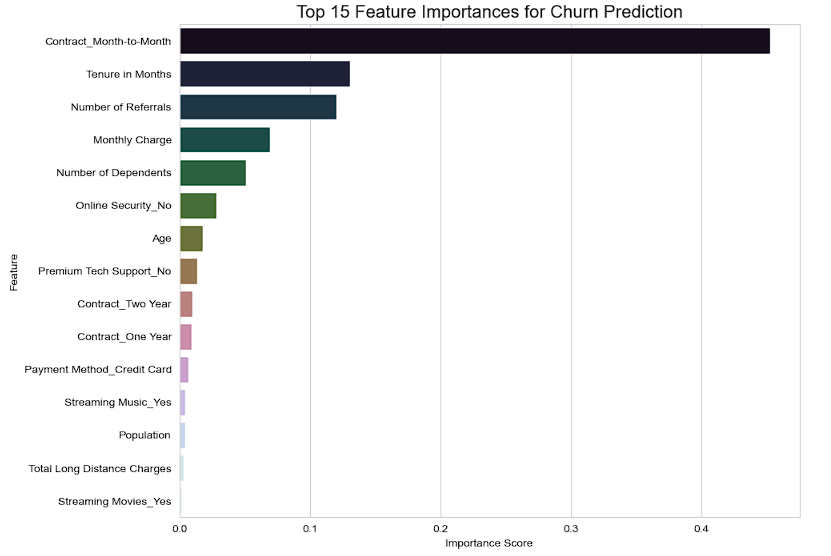 Top 15 Feature Importances for Churn Prediction
Contract_Month-to-Month
Tenure in Months
Number of Referrals
Monthly Charge
Number of Dependents
Online Security_No
Age
Premium Tech Support_No
Contract_Two Year
Contract_One Year
Payment Method_Credit Card
Streaming Music_Yes
Population
Total Long Distance Charges
Streaming Movies_Yes
Feature
0.0 0.1 0.2 0.3 0.4
Importance Score